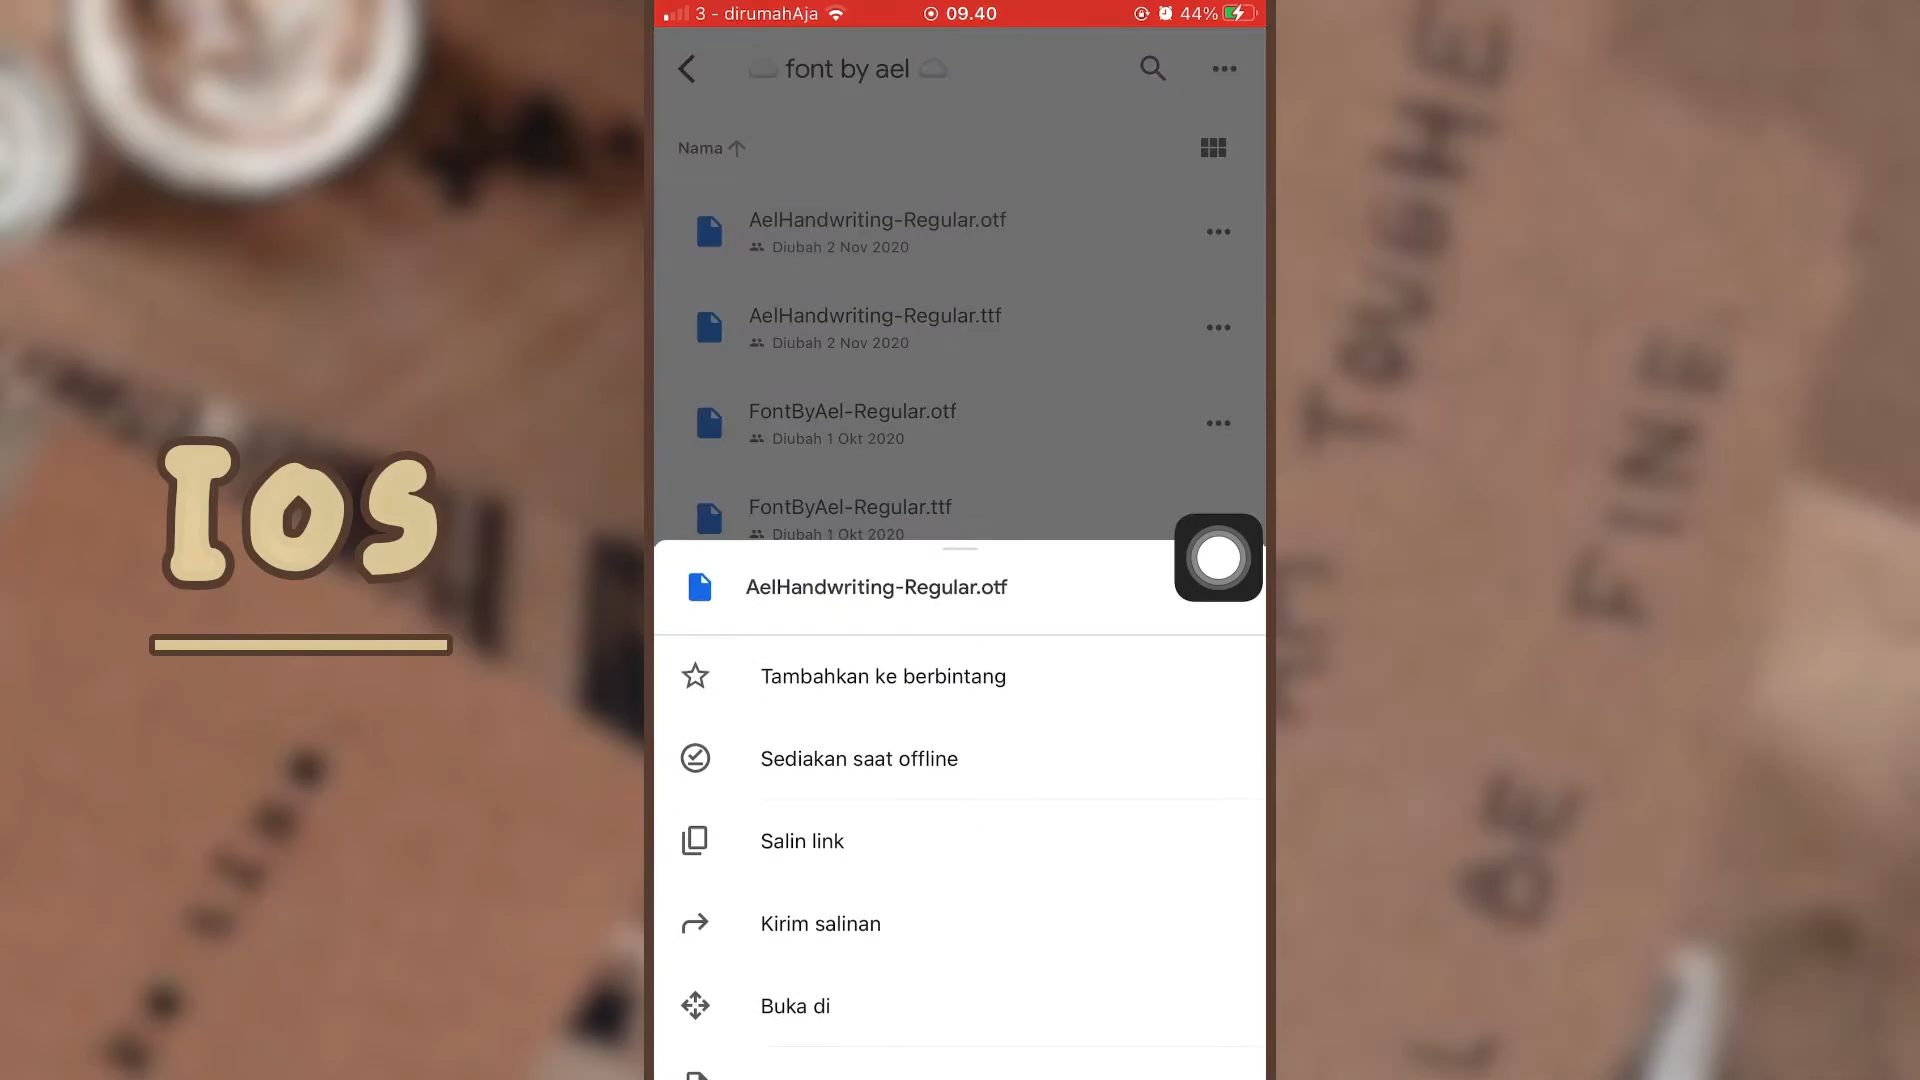 3 - dirumahAja 09.40 44%
font by ael
Nama
AelHandwriting-Regular.otf
Diubah 2 Nov 2020
AelHandwriting-Regular.ttf
Diubah 2 Nov 2020
FontByAel-Regular.otf
Diubah 1 Okt 2020
FontByAel-Regular.ttf
Diubah 1 Okt 2020
AelHandwriting-Regular.otf
Tambahkan ke berbintang
Sediakan saat offline
Salin link
Kirim salinan
Buka di
Ios
FINE
BE